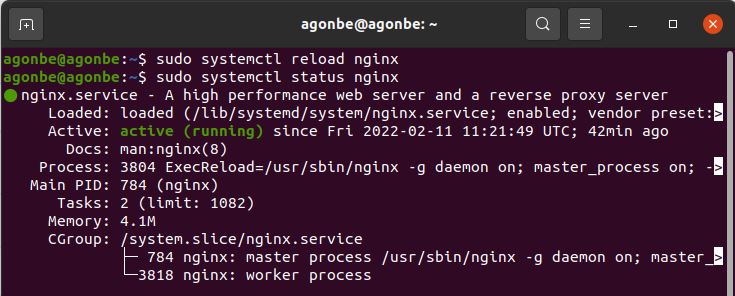 agonbe@agonbe: ~
agonbe@agonbe:~$ sudo systemctl reload nginx
agonbe@agonbe:~$ sudo systemctl status nginx
● nginx.service - A high performance web server and a reverse proxy server
Loaded: loaded (/lib/systemd/system/nginx.service; enabled; vendor preset:>
Active: active (running) since Fri 2022-02-11 11:21:49 UTC; 42min ago
Docs: man:nginx(8)
Process: 3804 ExecReload=/usr/sbin/nginx -g daemon on; master_process on; ->
Main PID: 784 (nginx)
Tasks: 2 (limit: 1082)
Memory: 4.1M
CGroup: /system.slice/nginx.service
├─ 784 nginx: master process /usr/sbin/nginx -g daemon on; master_>
└─3818 nginx: worker process